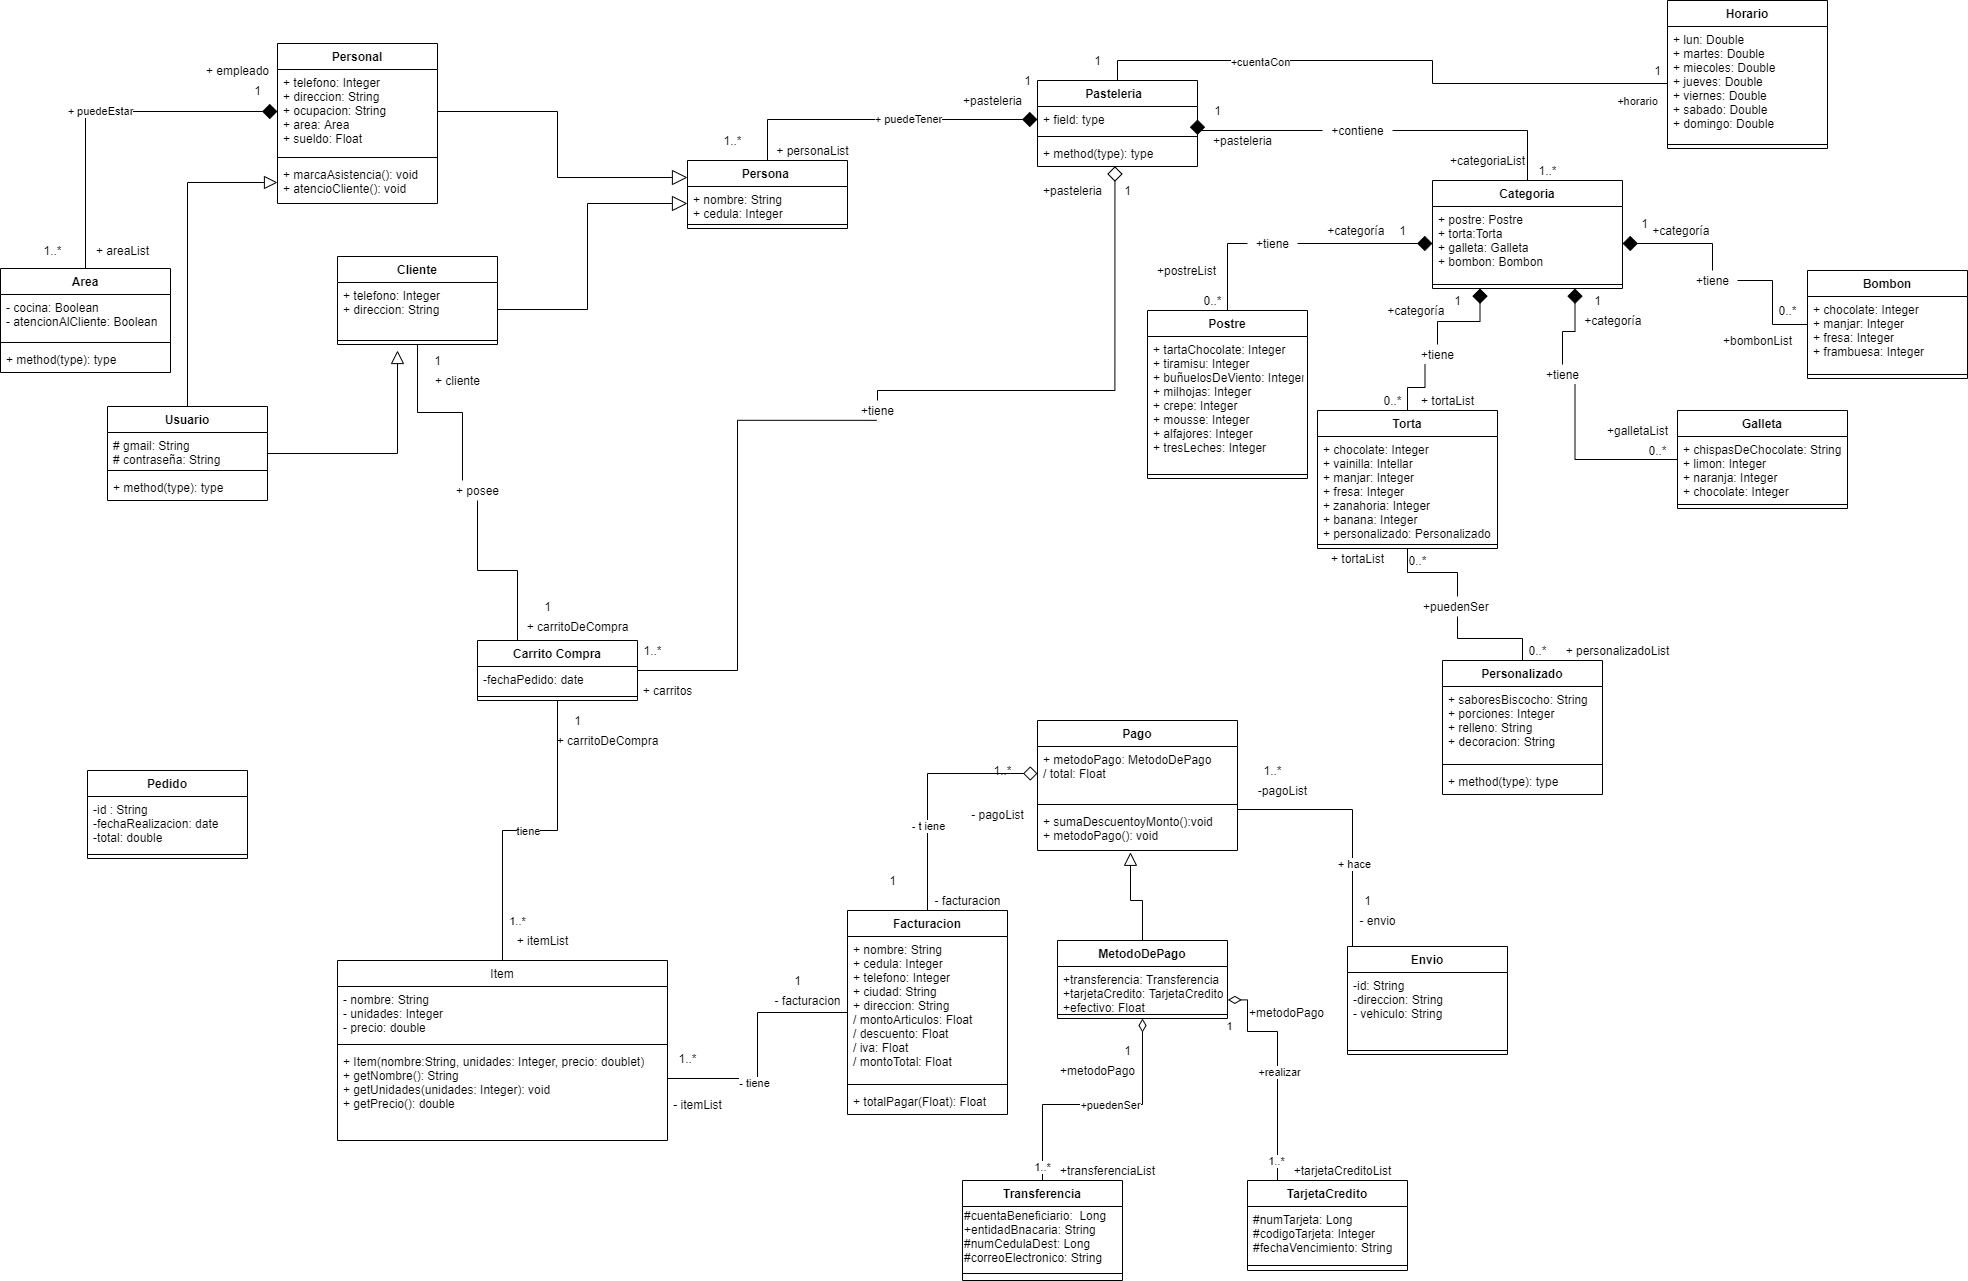 Horario
+ lun: Double
+ martes: Double
+ miecoles: Double
+ jueves: Double
+ viernes: Double
+ sabado: Double
+ domingo: Double
1
+horario
+cuentaCon
1
Personal
+ telefono: Integer
+ direccion: String
+ ocupacion: String
+ area: Area
+ sueldo: Float
+ marcaAsistencia(): void
+ atencioCliente(): void
+ empleado
1
+ puedeEstar
1..*
+ areaList
Area
- cocina: Boolean
- atencionAlCliente: Boolean
+ method(type): type
Pasteleria
+ field: type
+ method(type): type
1
+pasteleria
+ puedeTener
1..*
+ personaList
Persona
+ nombre: String
+ cedula: Integer
1
+pasteleria
+contiene
+categoriaList
1..*
+pasteleria
1
Categoria
+ postre: Postre
+ torta:Torta
+ galleta: Galleta
+ bombon: Bombon
+categoría
1
+tiene
+postreList
0..*
1
+categoría
+tiene
0..*
+bombonList
Bombon
+ chocolate: Integer
+ manjar: Integer
+ fresa: Integer
+ frambuesa: Integer
Cliente
+ telefono: Integer
+ direccion: String
1
+ cliente
Postre
+ tartaChocolate: Integer
+ tiramisu: Integer
+ buñuelosDeViento: Integer
+ milhojas: Integer
+ crepe: Integer
+ mousse: Integer
+ alfajores: Integer
+ tresLeches: Integer
1
+categoría
+tiene
0..*
+ tortaList
1
+categoría
+tiene
+galletaList
0..*
Usuario
# gmail: String
# contraseña: String
+ method(type): type
+tiene
Torta
+ chocolate: Integer
+ vainilla: Intellar
+ manjar: Integer
+ fresa: Integer
+ zanahoria: Integer
+ banana: Integer
+ personalizado: Personalizado
Galleta
+ chispasDeChocolate: String
+ limon: Integer
+ naranja: Integer
+ chocolate: Integer
+ posee
+ tortaList
0..*
+puedenSer
0..*
+ personalizadoList
1
+ carritoDeCompra
Carrito Compra
-fechaPedido: date
1..*
+ carritos
1
+ carritoDeCompra
Personalizado
+ saboresBiscocho: String
+ porciones: Integer
+ relleno: String
+ decoracion: String
+ method(type): type
Pedido
-id : String
-fechaRealizacion: date
-total: double
tiene
1..*
+ itemList
Pago
+ metodoPago: MetodoDePago
/ total: Float
+ sumaDescuentoyMonto():void
+ metodoPago(): void
1..*
- pagoList
- t iene
1
- facturacion
1..*
-pagoList
+ hace
1
- envio
Item
- nombre: String
- unidades: Integer
- precio: double
+ Item(nombre:String, unidades: Integer, precio: doublet)
+ getNombre(): String
+ getUnidades(unidades: Integer): void
+ getPrecio(): double
1
- facturacion
1..*
- tiene
- itemList
Facturacion
+ nombre: String
+ cedula: Integer
+ telefono: Integer
+ ciudad: String
+ direccion: String
/ montoArticulos: Float
/ descuento: Float
/ iva: Float
/ montoTotal: Float
+ totalPagar(Float): Float
MetodoDePago
+transferencia: Transferencia
+tarjetaCredito: TarjetaCredito
+efectivo: Float
Envio
-id: String
-direccion: String
- vehiculo: String
+metodoPago
1
+realizar
1..*
+tarjetaCreditoList
1
+metodoPago
+puedenSer
1..*
+transferenciaList
Transferencia
#cuentaBeneficiario: Long
+entidadBnacaria: String
#numCedulaDest: Long
#correoElectronico: String
TarjetaCredito
#numTarjeta: Long
#codigoTarjeta: Integer
#fechaVencimiento: String